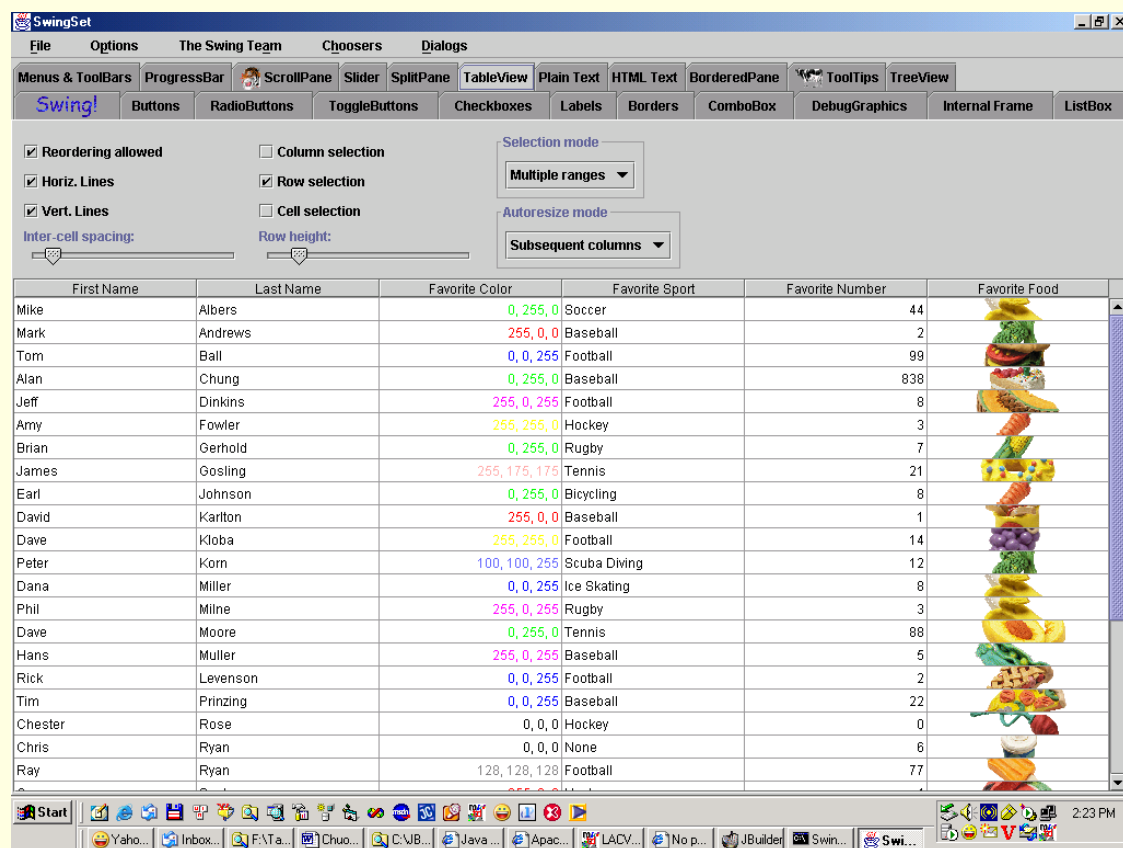 SwingSet
File Options The Swing Team Choosers Dialogs
Menus & ToolBars ProgressBar ScrollPane Slider SplitPane TableView Plain Text HTML Text BorderedPane ToolTips TreeView
Swing! Buttons RadioButtons ToggleButtons Checkboxes Labels Borders ComboBox DebugGraphics Internal Frame ListBox
Reordering allowed Column selection Selection mode
Horiz. Lines Row selection Multiple ranges
Vert. Lines Cell selection Autoresize mode
Inter-cell spacing: Row height: Subsequent columns
First Name Last Name Favorite Color Favorite Sport Favorite Number Favorite Food
Mike Albers 0, 255, 0 Soccer 44
Mark Andrews 255, 0, 0 Baseball 2
Tom Ball 0, 0, 255 Football 99
Alan Chung 0, 255, 0 Baseball 838
Jeff Dinkins 255, 0, 255 Football 8
Amy Fowler 255, 255, 0 Hockey 3
Brian Gerhold 0, 255, 0 Rugby 7
James Gosling 255, 175, 175 Tennis 21
Earl Johnson 0, 255, 0 Bicycling 8
David Karlton 255, 0, 0 Baseball 1
Dave Kloba 255, 255, 0 Football 14
Peter Korn 100, 100, 255 Scuba Diving 12
Dana Miller 0, 0, 255 Ice Skating 8
Phil Milne 255, 0, 255 Rugby 3
Dave Moore 0, 255, 0 Tennis 88
Hans Muller 255, 0, 255 Baseball 5
Rick Levenson 0, 0, 255 Football 2
Tim Prinzing 0, 0, 255 Baseball 22
Chester Rose 0, 0, 0 Hockey 0
Chris Ryan 0, 0, 0 None 6
Ray Ryan 128, 128, 128 Football 77
Start 2:23 PM
Yaho... Inbox... F:\Ta... Chuo... C:\JB... Java ... Apac... LACV... No p... JBuilder Swin... Swi...